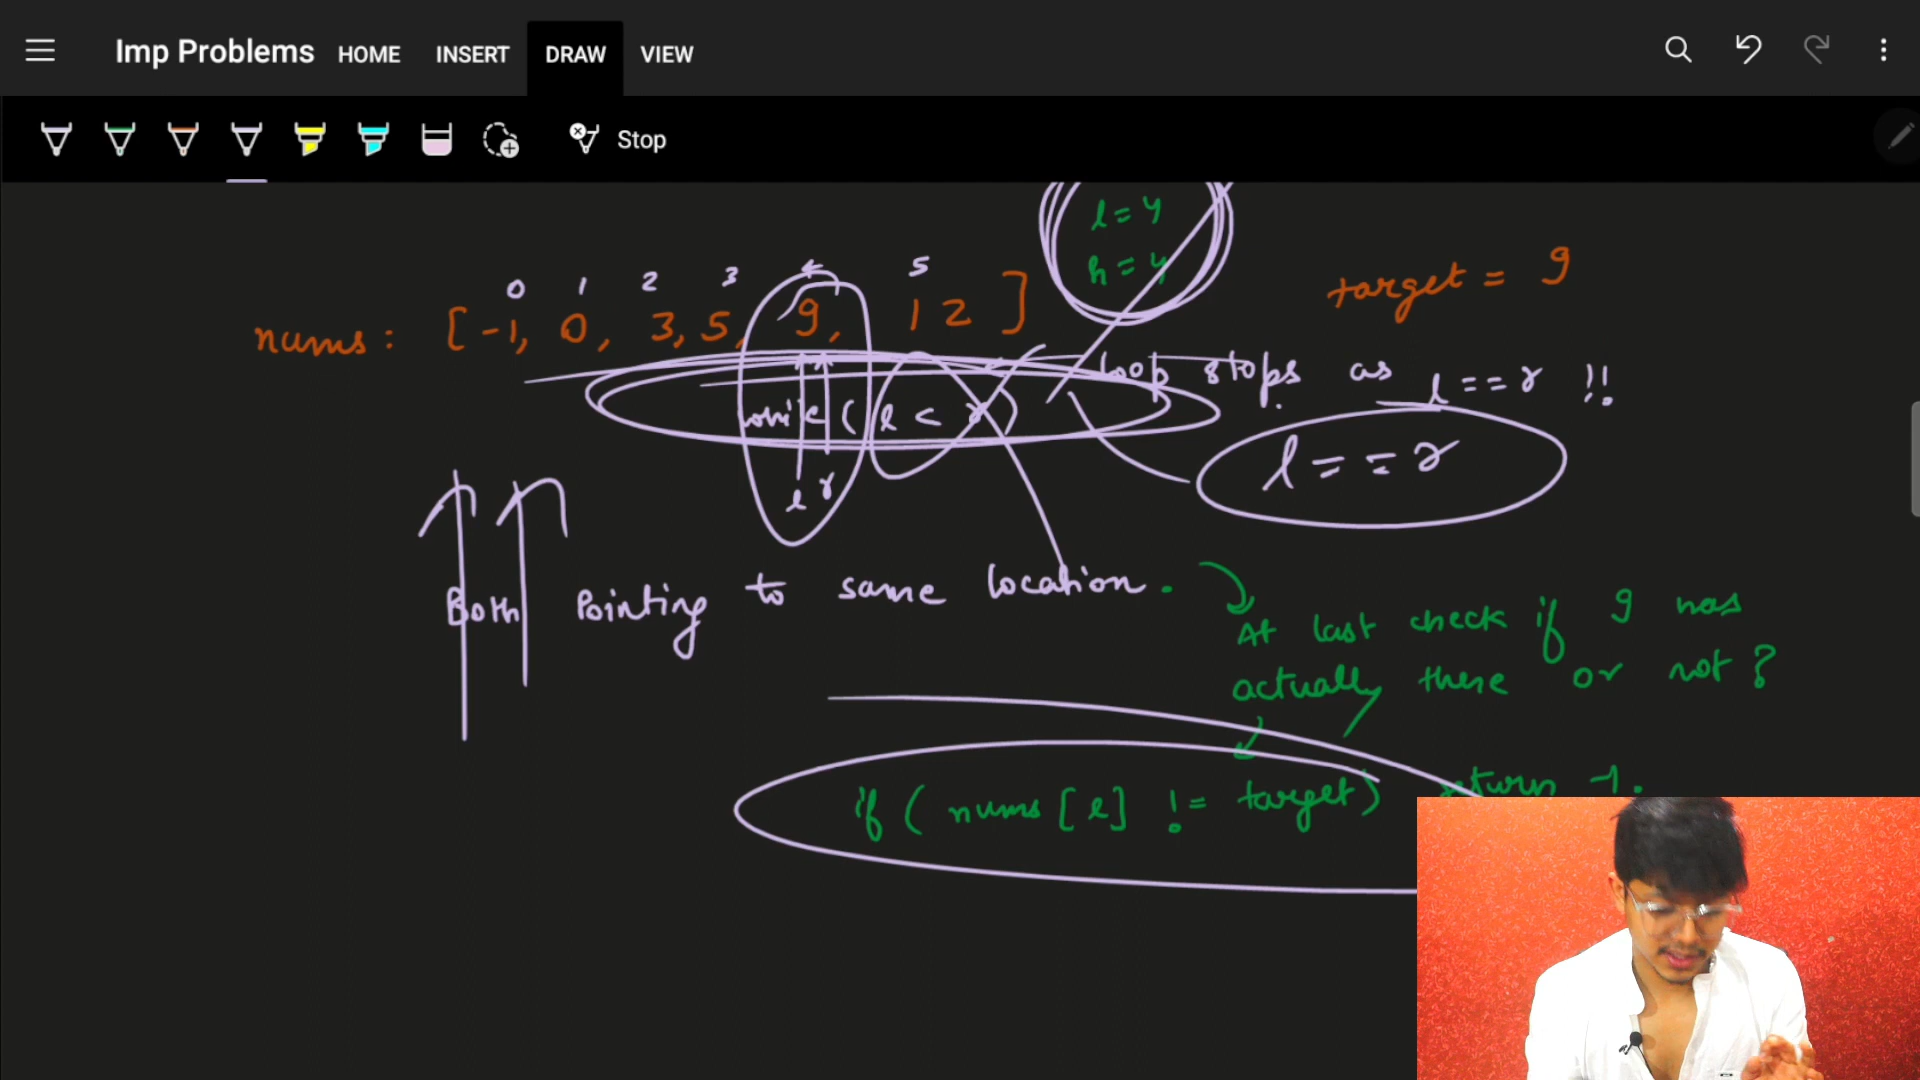 Imp Problems HOME INSERT DRAW VIEW
Stop
l = 4
h = 4
target = 9
0 1 2 3 4 5
nums: [-1, 0, 3, 5, 9, 12]
loop stops as l == r !!
while ( l < r )
l == r
l r
Both Pointing to same location.
At last check if 9 was
actually there or not?
if ( nums [l] != target) return -1.